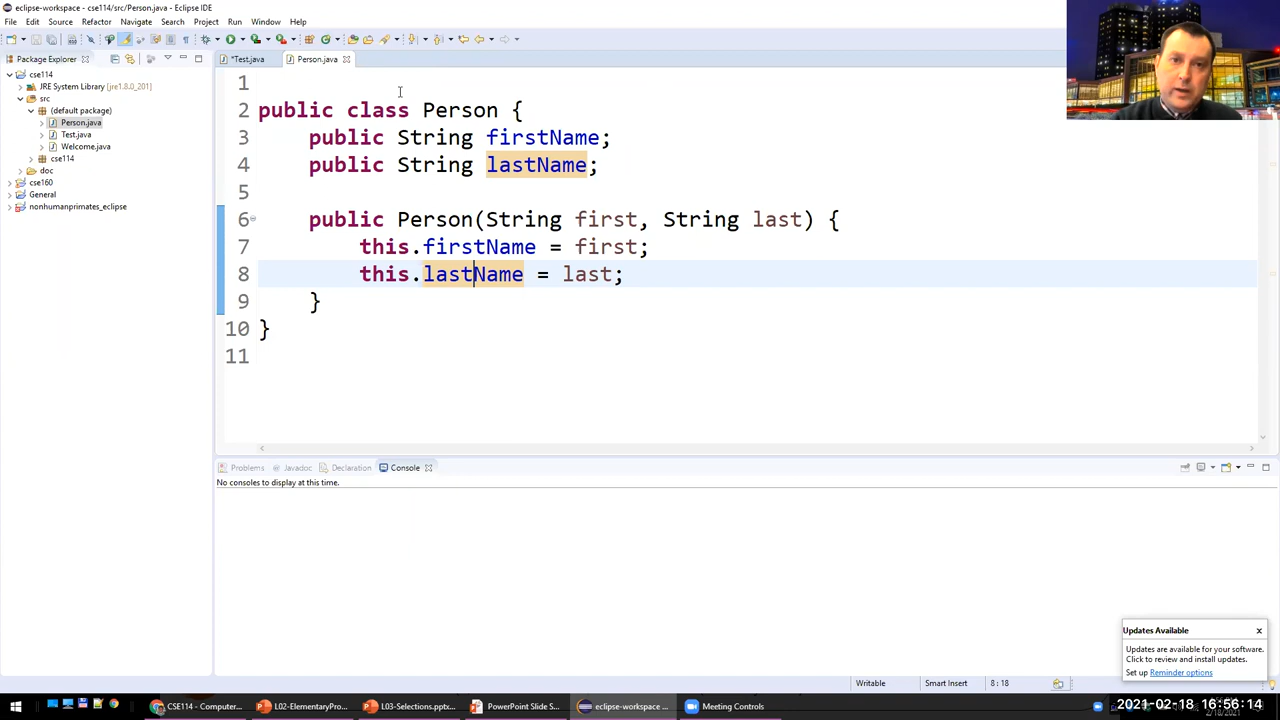 eclipse-workspace - cse114/src/Person.java - Eclipse IDE
File Edit Source Refactor Navigate Search Project Run Window Help
Package Explorer
*Test.java
Person.java
cse114
JRE System Library [jre1.8.0_201]
src
(default package)
Person.java
Test.java
Welcome.java
cse114
doc
cse160
General
nonhumanprimates_eclipse
1
2 public class Person {
3 public String firstName;
4 public String lastName;
5
6 public Person(String first, String last) {
7 this.firstName = first;
8 this.lastName = last;
9 }
10 }
11
Problems Javadoc Declaration Console
No consoles to display at this time.
Updates Available
Updates are available for your software.
Click to review and install updates.
Set up Reminder options
Writable Smart Insert 8 : 18
CSE114 - Computer... L02-ElementaryPro... L03-Selections.pptx... PowerPoint Slide S... eclipse-workspace ... Meeting Controls
2021-02-18 16:56:14